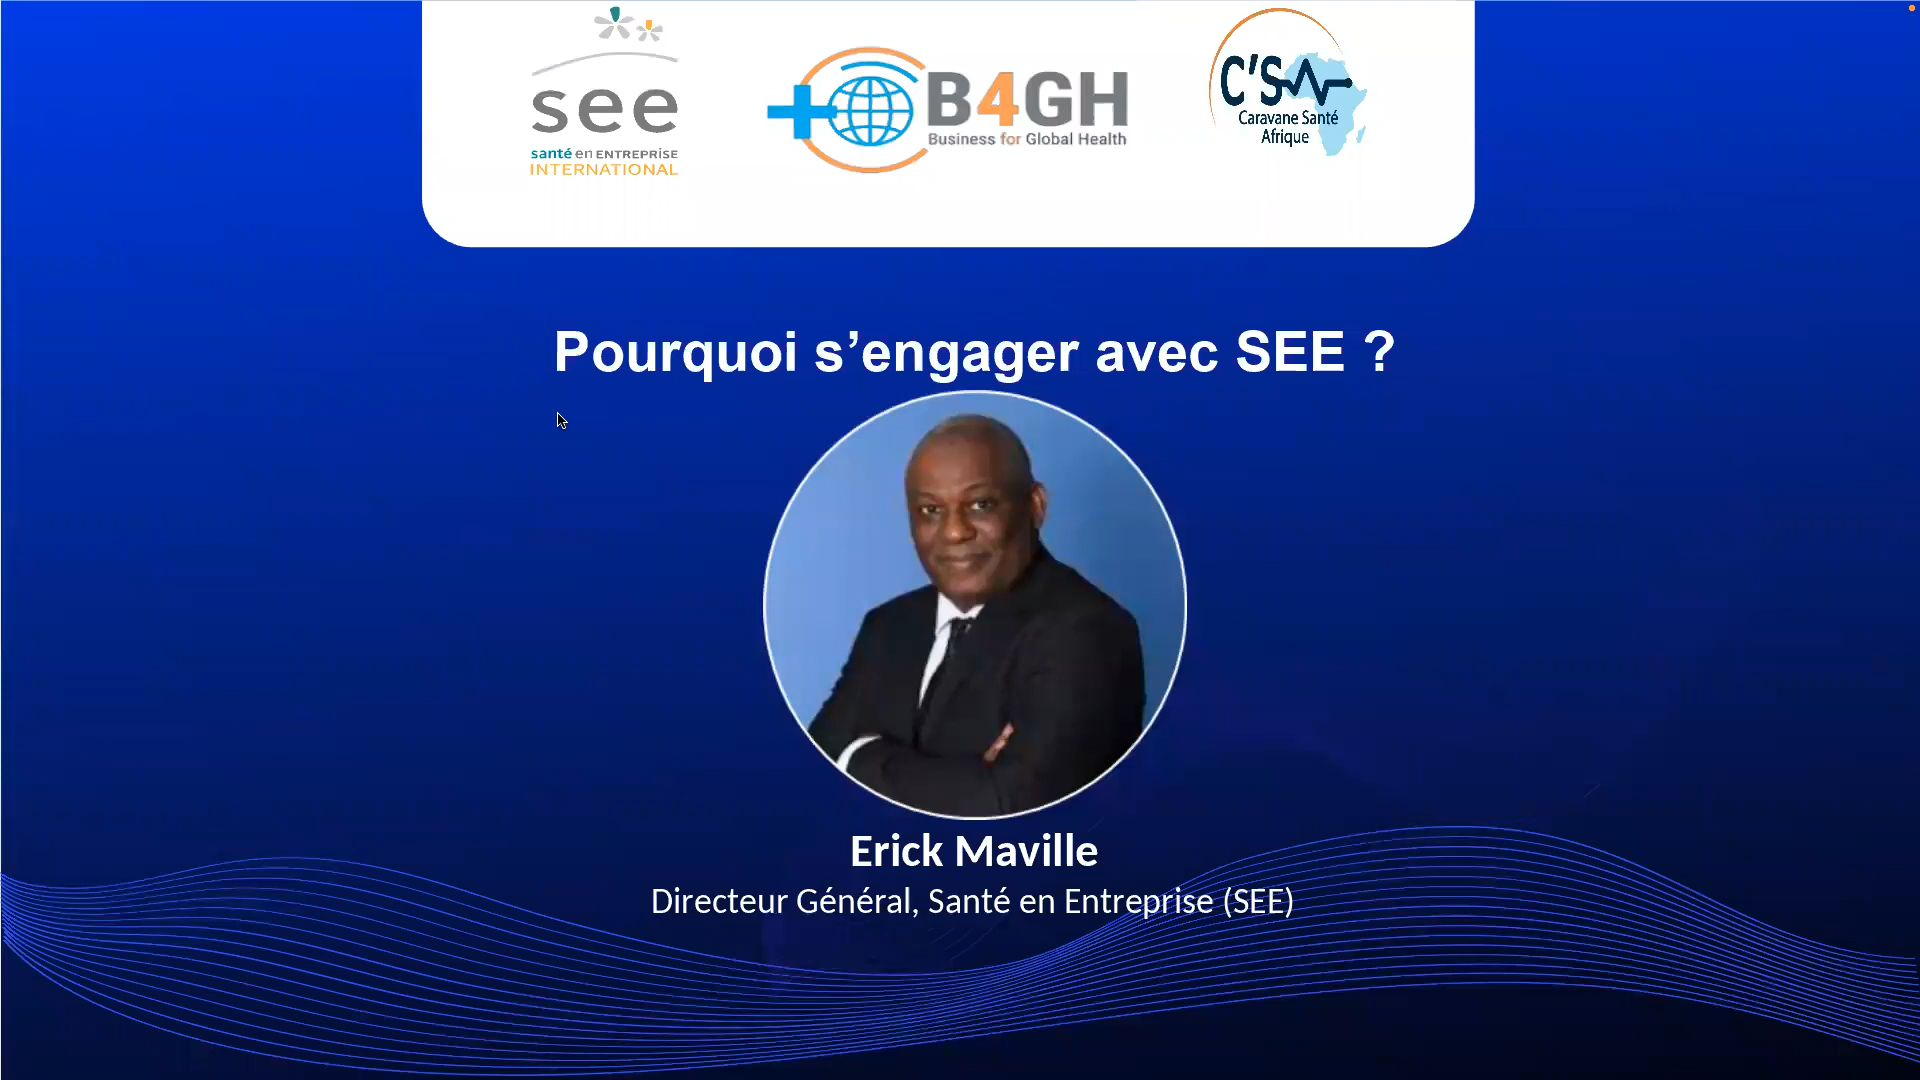 see
santé en ENTREPRISE
INTERNATIONAL
B4GH
Business for Global Health
C'SA
Caravane Santé
Afrique
Pourquoi s’engager avec SEE ?
Erick Maville
Directeur Général, Santé en Entreprise (SEE)